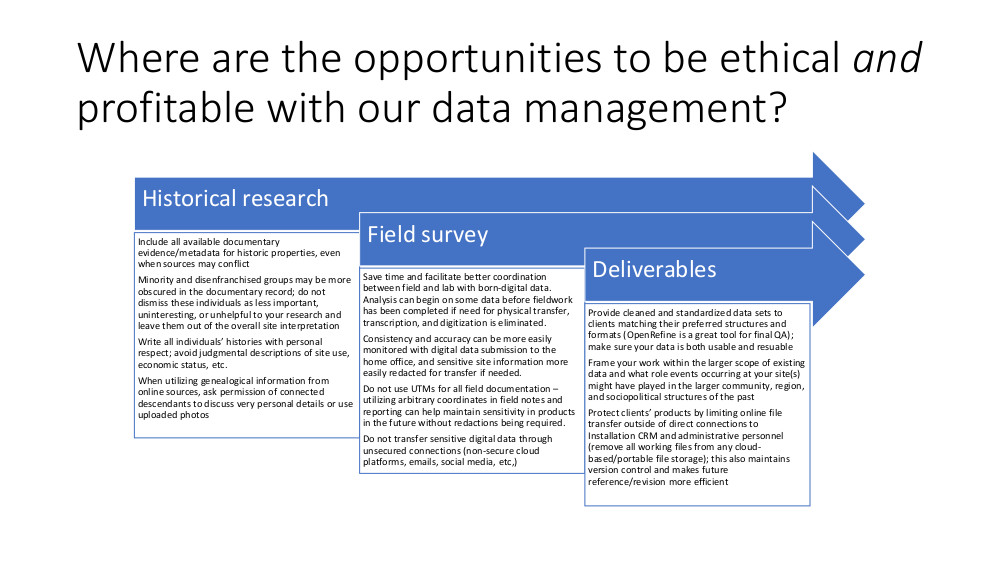 Where are the opportunities to be ethical and
profitable with our data management?
Historical research
Include all available documentary
evidence/metadata for historic properties, even
when sources may conflict
Minority and disenfranchised groups may be more
obscured in the documentary record; do not
dismiss these individuals as less important,
uninteresting, or unhelpful to your research and
leave them out of the overall site interpretation
Write all individuals’ histories with personal
respect; avoid judgmental descriptions of site use,
economic status, etc.
When utilizing genealogical information from
online sources, ask permission of connected
descendants to discuss very personal details or use
uploaded photos
Field survey
Save time and facilitate better coordination
between field and lab with born-digital data.
Analysis can begin on some data before fieldwork
has been completed if need for physical transfer,
transcription, and digitization is eliminated.
Consistency and accuracy can be more easily
monitored with digital data submission to the
home office, and sensitive site information more
easily redacted for transfer if needed.
Do not use UTMs for all field documentation –
utilizing arbitrary coordinates in field notes and
reporting can help maintain sensitivity in products
in the future without redactions being required.
Do not transfer sensitive digital data through
unsecured connections (non-secure cloud
platforms, emails, social media, etc,)
Deliverables
Provide cleaned and standardized data sets to
clients matching their preferred structures and
formats (OpenRefine is a great tool for final QA);
make sure your data is both usable and resuable
Frame your work within the larger scope of existing
data and what role events occurring at your site(s)
might have played in the larger community, region,
and sociopolitical structures of the past
Protect clients’ products by limiting online file
transfer outside of direct connections to
Installation CRM and administrative personnel
(remove all working files from any cloud-
based/portable file storage); this also maintains
version control and makes future
reference/revision more efficient